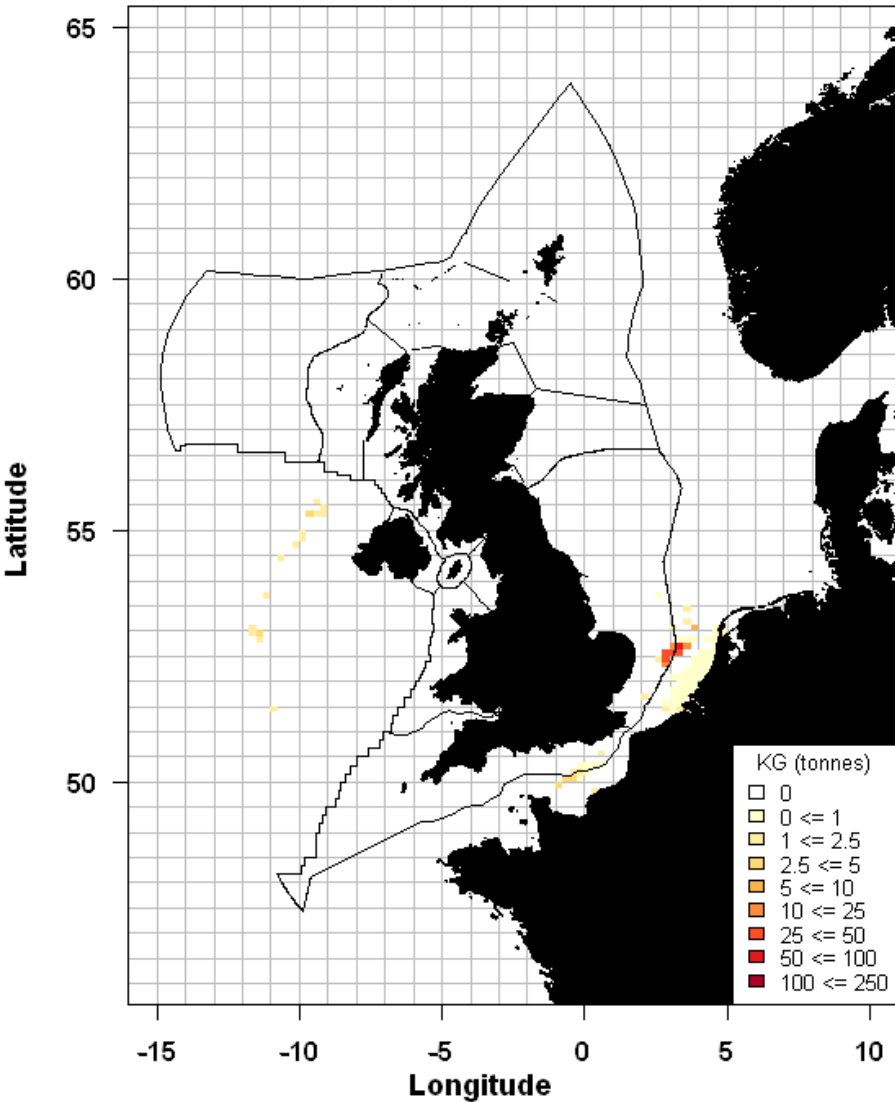 65
60
55
50
Latitude
KG (tonnes)
0
0 <= 1
1 <= 2.5
2.5 <= 5
5 <= 10
10 <= 25
25 <= 50
50 <= 100
100 <= 250
-15 -10 -5 0 5 10
Longitude